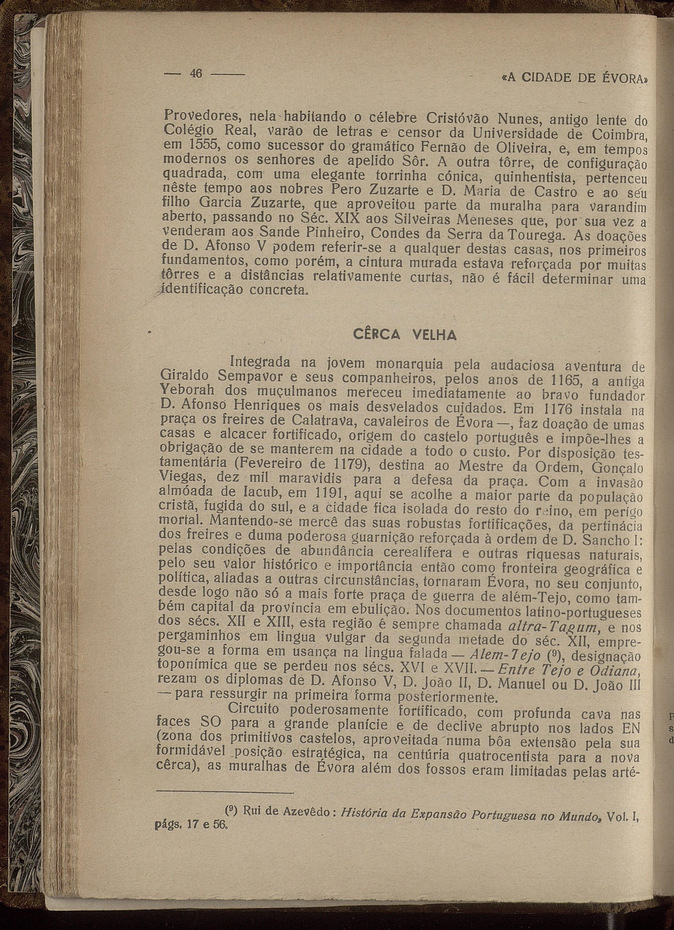 — 46 —
«A CIDADE DE ÉVORA»
Provedores, nela habitando o célebre Cristóvão Nunes, antigo lente do
Colégio Real, varão de letras e censor da Universidade de Coimbra,
em 1555, como sucessor do gramático Fernão de Oliveira, e, em tempos
modernos os senhores de apelido Sôr. A outra tôrre, de configuração
quadrada, com uma elegante torrinha cónica, quinhentista, pertenceu
nêste tempo aos nobres Pero Zuzarte e D. Maria de Castro e ao séu
filho Garcia Zuzarte, que aproveitou parte da muralha para varandim
aberto, passando no Séc. XIX aos Silveiras Meneses que, por sua vez a
venderam aos Sande Pinheiro, Condes da Serra da Tourega. As doações
de D. Afonso V podem referir-se a qualquer destas casas, nos primeiros
fundamentos, como porém, a cintura murada estava reforçada por muitas
tôrres e a distâncias relativamente curtas, não é fácil determinar uma
identificação concreta.
CÊRCA VELHA
Integrada na jovem monarquia pela audaciosa aventura de
Giraldo Sempavor e seus companheiros, pelos anos de 1165, a antiga
Yeborah dos muçulmanos mereceu imediatamente ao bravo fundador
D. Afonso Henriques os mais desvelados cuidados. Em 1176 instala na
praça os freires de Calatrava, cavaleiros de Évora —, faz doação de umas
casas e alcacer fortificado, origem do castelo português e impõe-lhes a
obrigação de se manterem na cidade a todo o custo. Por disposição tes-
tamentária (Fevereiro de 1179), destina ao Mestre da Ordem, Gonçalo
Viegas, dez mil maravidis para a defesa da praça. Com a invasão
almóada de Iacub, em 1191, aqui se acolhe a maior parte da população
cristã, fugida do sul, e a cidade fica isolada do resto do reino, em perigo
mortal. Mantendo-se mercê das suas robustas fortificações, da pertinácia
dos freires e duma poderosa guarnição reforçada à ordem de D. Sancho I:
pelas condições de abundância cerealífera e outras riquesas naturais,
pelo seu valor histórico e importância então como fronteira geográfica e
política, aliadas a outras circunstâncias, tornaram Évora, no seu conjunto,
desde logo não só a mais forte praça de guerra de além-Tejo, como tam-
bém capital da província em ebulição. Nos documentos latino-portugueses
dos sécs. XII e XIII, esta região é sempre chamada altra-Tagum, e nos
pergaminhos em lingua vulgar da segunda metade do séc. XII, empre-
gou-se a forma em usança na lingua falada — Alem-Tejo (⁹), designação
toponímica que se perdeu nos sécs. XVI e XVII. — Entre Tejo e Odiana,
rezam os diplomas de D. Afonso V, D. João II, D. Manuel ou D. João III
— para ressurgir na primeira forma posteriormente.
Circuito poderosamente fortificado, com profunda cava nas
faces SO para a grande planície e de declive abrupto nos lados EN
(zona dos primitivos castelos, aproveitada numa bôa extensão pela sua
formidável posição estratégica, na centúria quatrocentista para a nova
cêrca), as muralhas de Évora além dos fossos eram limitadas pelas arté-
(⁹) Rui de Azevêdo: História da Expansão Portuguesa no Mundo, Vol. I,
págs. 17 e 56.